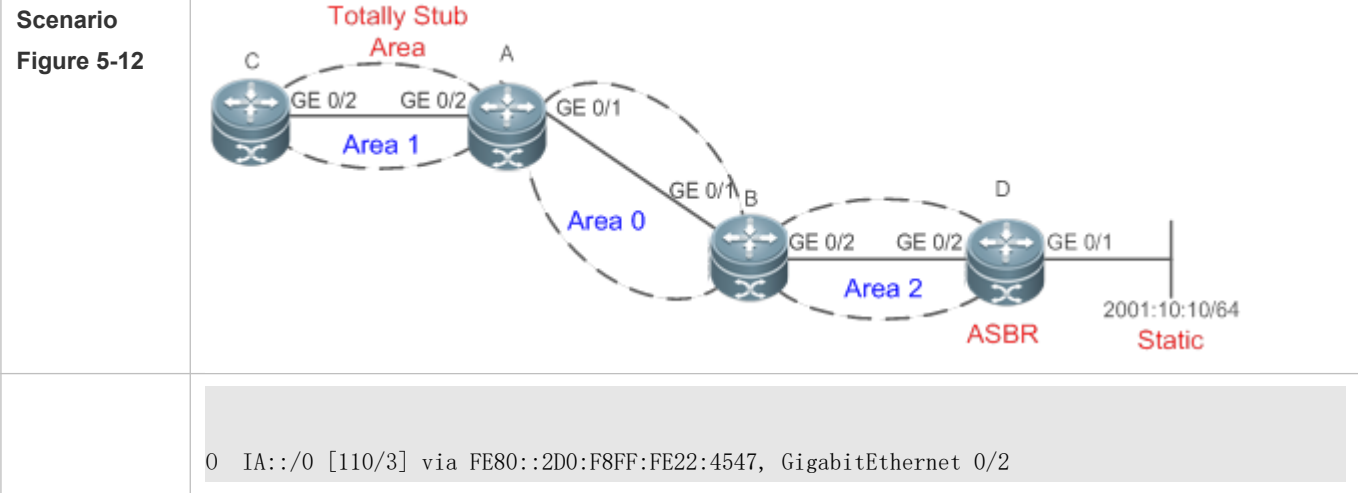 Scenario
Figure 5-12
Totally Stub
Area
C
A
GE 0/2
GE 0/2
GE 0/1
Area 1
GE 0/1
B
D
Area 0
GE 0/2
GE 0/2
GE 0/1
Area 2
2001:10:10/64
ASBR
Static
O IA::/0 [110/3] via FE80::2D0:F8FF:FE22:4547, GigabitEthernet 0/2